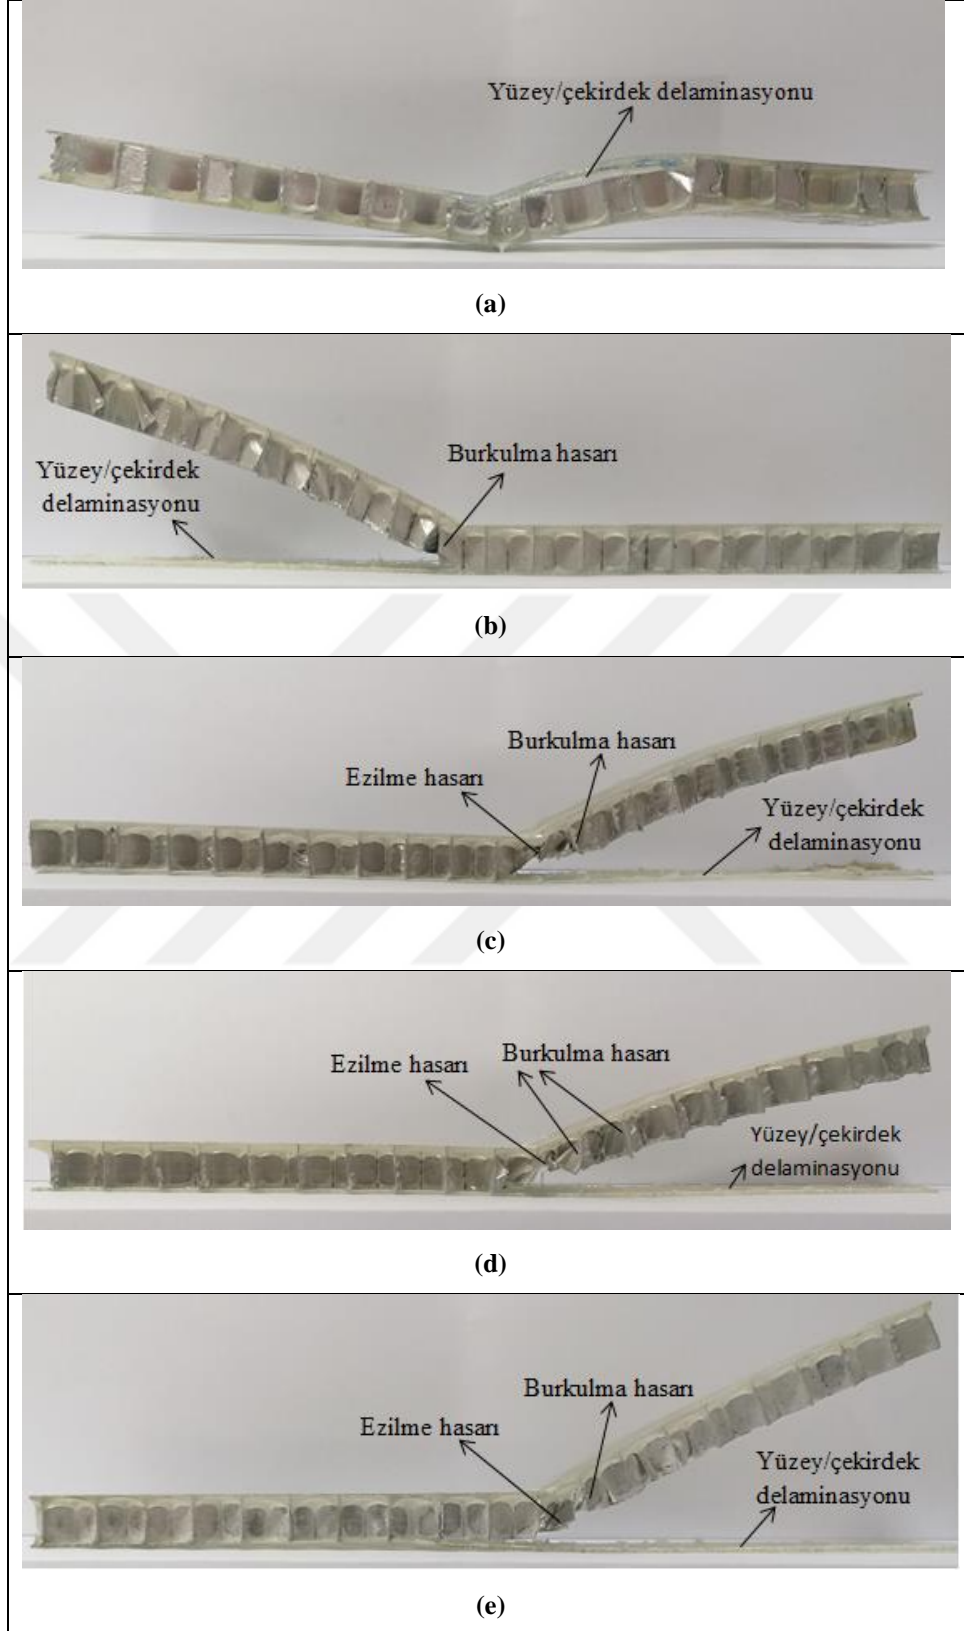 Yüzey/çekirdek delaminasyonu
(a)
Burkulma hasarı
Yüzey/çekirdek
delaminasyonu
(b)
Burkulma hasarı
Ezilme hasarı
Yüzey/çekirdek
delaminasyonu
(c)
Ezilme hasarı
Burkulma hasarı
Yüzey/çekirdek
delaminasyonu
(d)
Burkulma hasarı
Ezilme hasarı
Yüzey/çekirdek
delaminasyonu
(e)